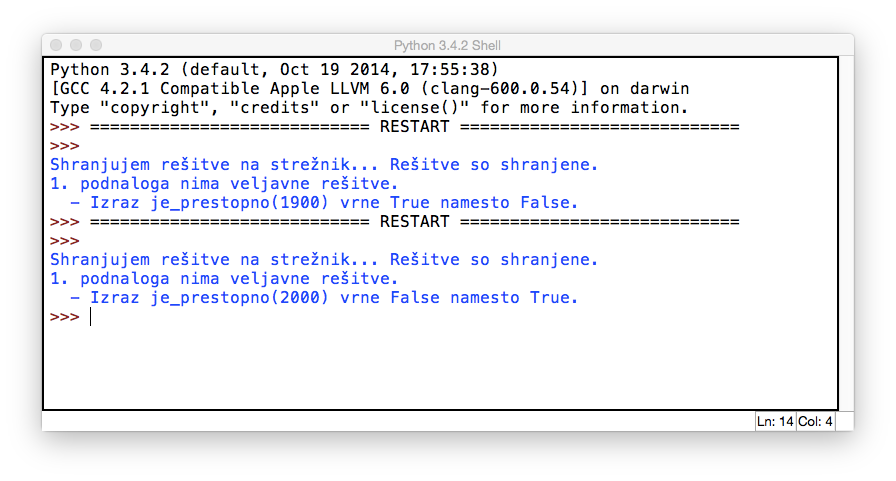 Python 3.4.2 Shell
Python 3.4.2 (default, Oct 19 2014, 17:55:38)
[GCC 4.2.1 Compatible Apple LLVM 6.0 (clang-600.0.54)] on darwin
Type "copyright", "credits" or "license()" for more information.
>>> ============================ RESTART ============================
>>>
Shranjujem rešitve na strežnik... Rešitve so shranjene.
1. podnaloga nima veljavne rešitve.
  - Izraz je_prestopno(1900) vrne True namesto False.
>>> ============================ RESTART ============================
>>>
Shranjujem rešitve na strežnik... Rešitve so shranjene.
1. podnaloga nima veljavne rešitve.
  - Izraz je_prestopno(2000) vrne False namesto True.
>>>
Ln: 14 Col: 4